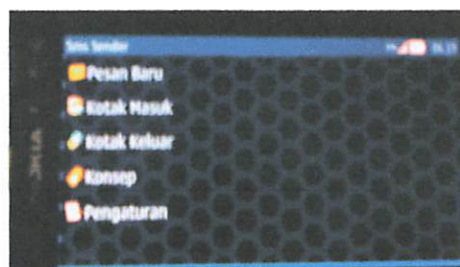 Sms Sender
Pesan Baru
Kotak Masuk
Kotak Keluar
Konsep
Pengaturan